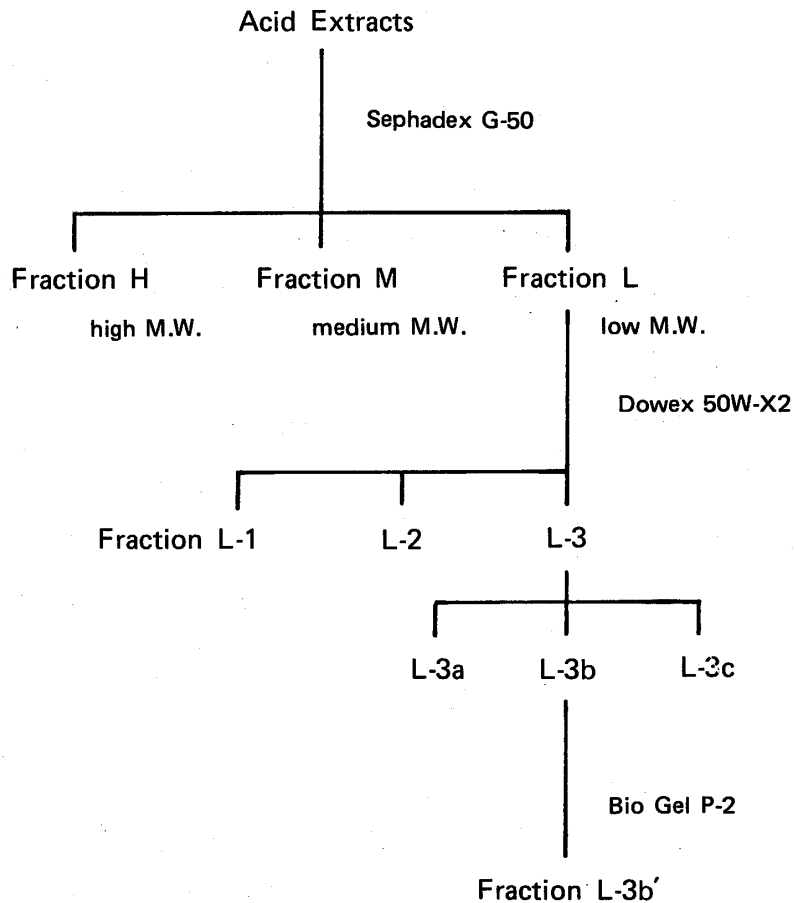 Acid Extracts
Sephadex G-50
Fraction H
Fraction M
Fraction L
high M.W.
medium M.W.
low M.W.
Dowex 50W-X2
Fraction L-1
L-2
L-3
L-3a
L-3b
L-3c
Bio Gel P-2
Fraction L-3b′